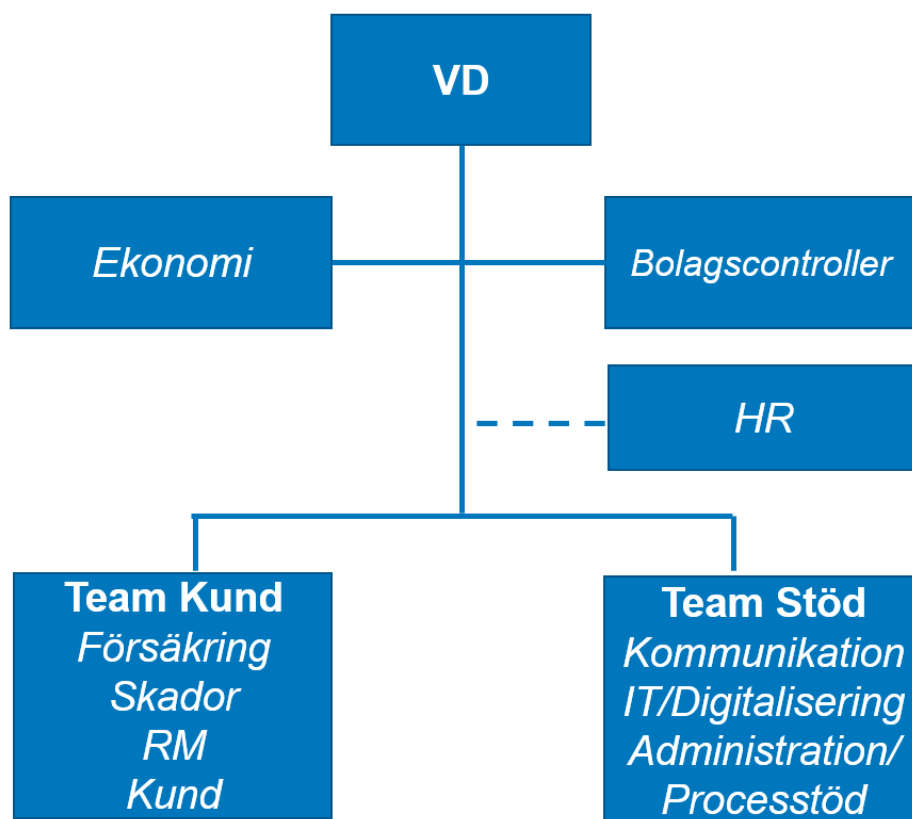 VD
Ekonomi
Bolagscontroller
HR
Team Kund
Försäkring
Skador
RM
Kund
Team Stöd
Kommunikation
IT/Digitalisering
Administration/
Processtöd